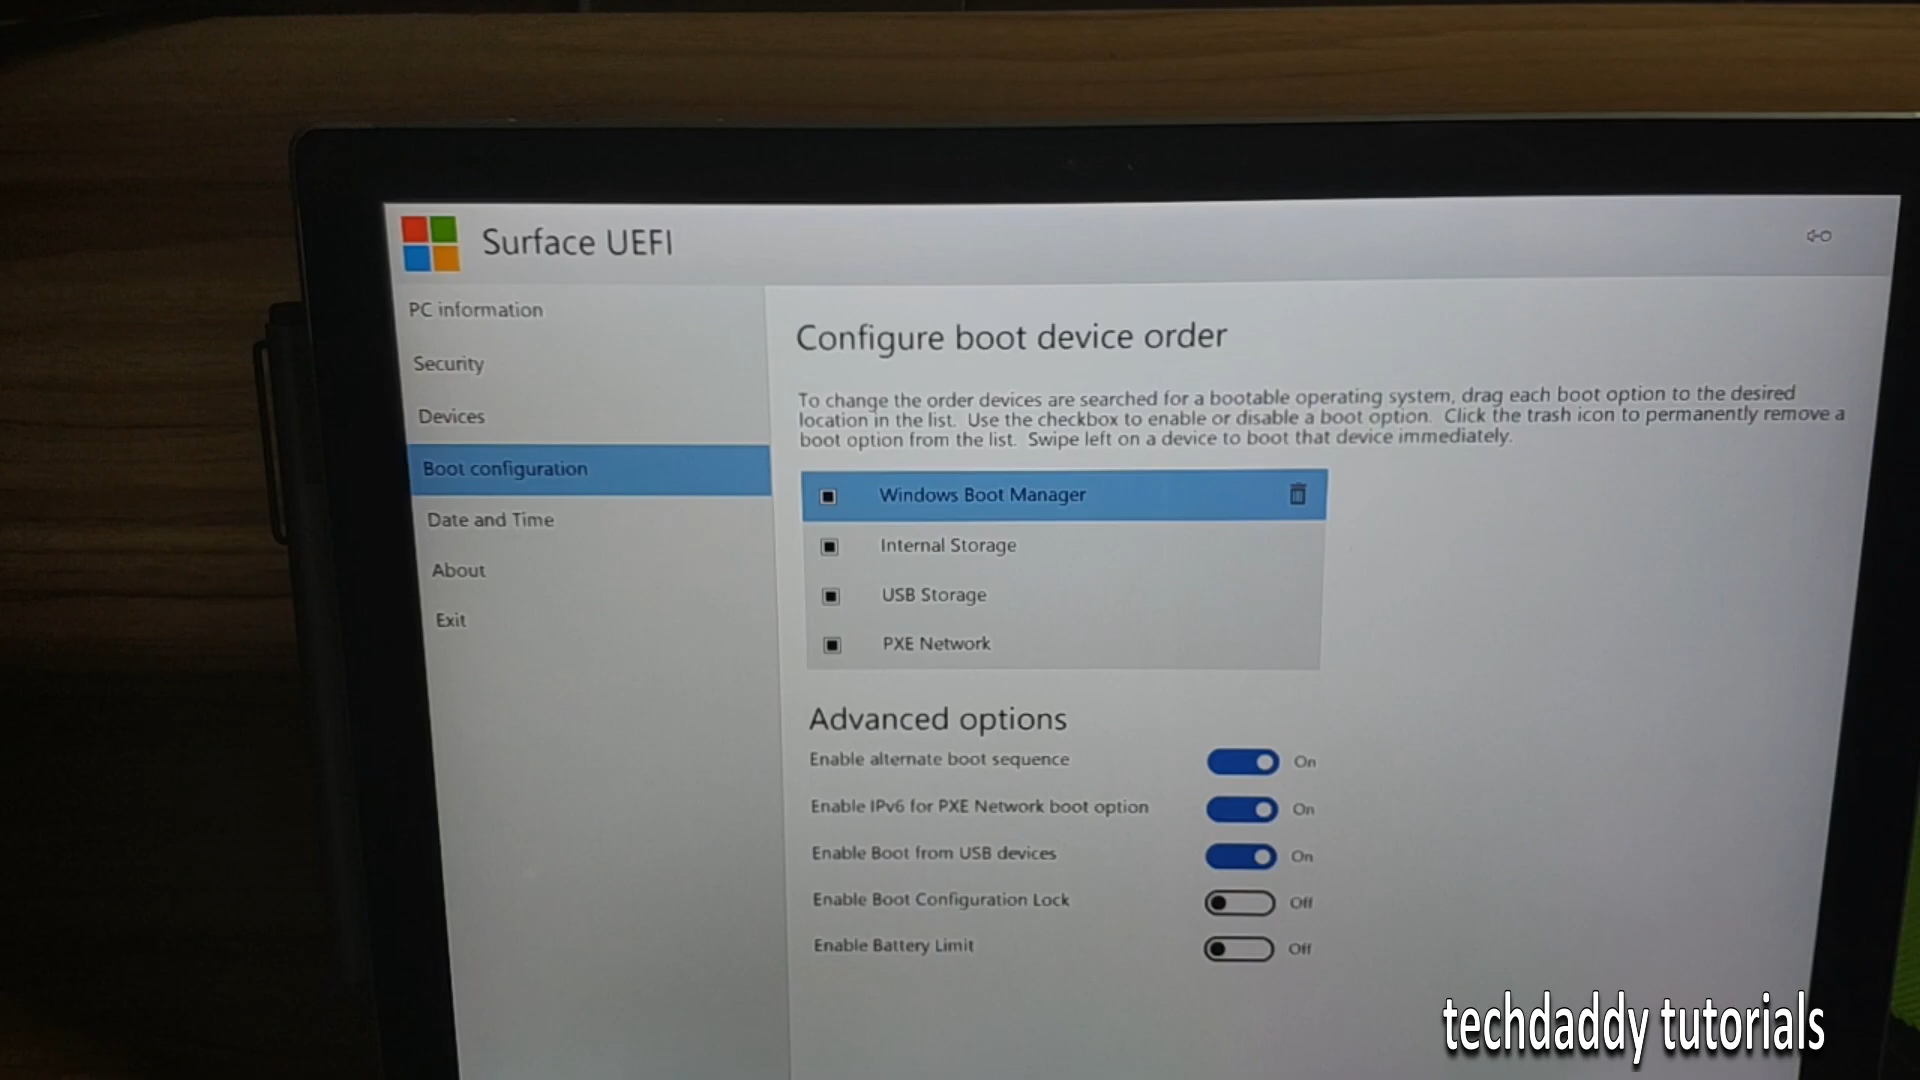 Surface UEFI
PC information
Security
Devices
Boot configuration
Date and Time
About
Exit
Configure boot device order
To change the order devices are searched for a bootable operating system, drag each boot option to the desired
location in the list. Use the checkbox to enable or disable a boot option. Click the trash icon to permanently remove a
boot option from the list. Swipe left on a device to boot that device immediately.
Windows Boot Manager
Internal Storage
USB Storage
PXE Network
Advanced options
Enable alternate boot sequence On
Enable IPv6 for PXE Network boot option On
Enable Boot from USB devices On
Enable Boot Configuration Lock Off
Enable Battery Limit Off
techdaddy tutorials